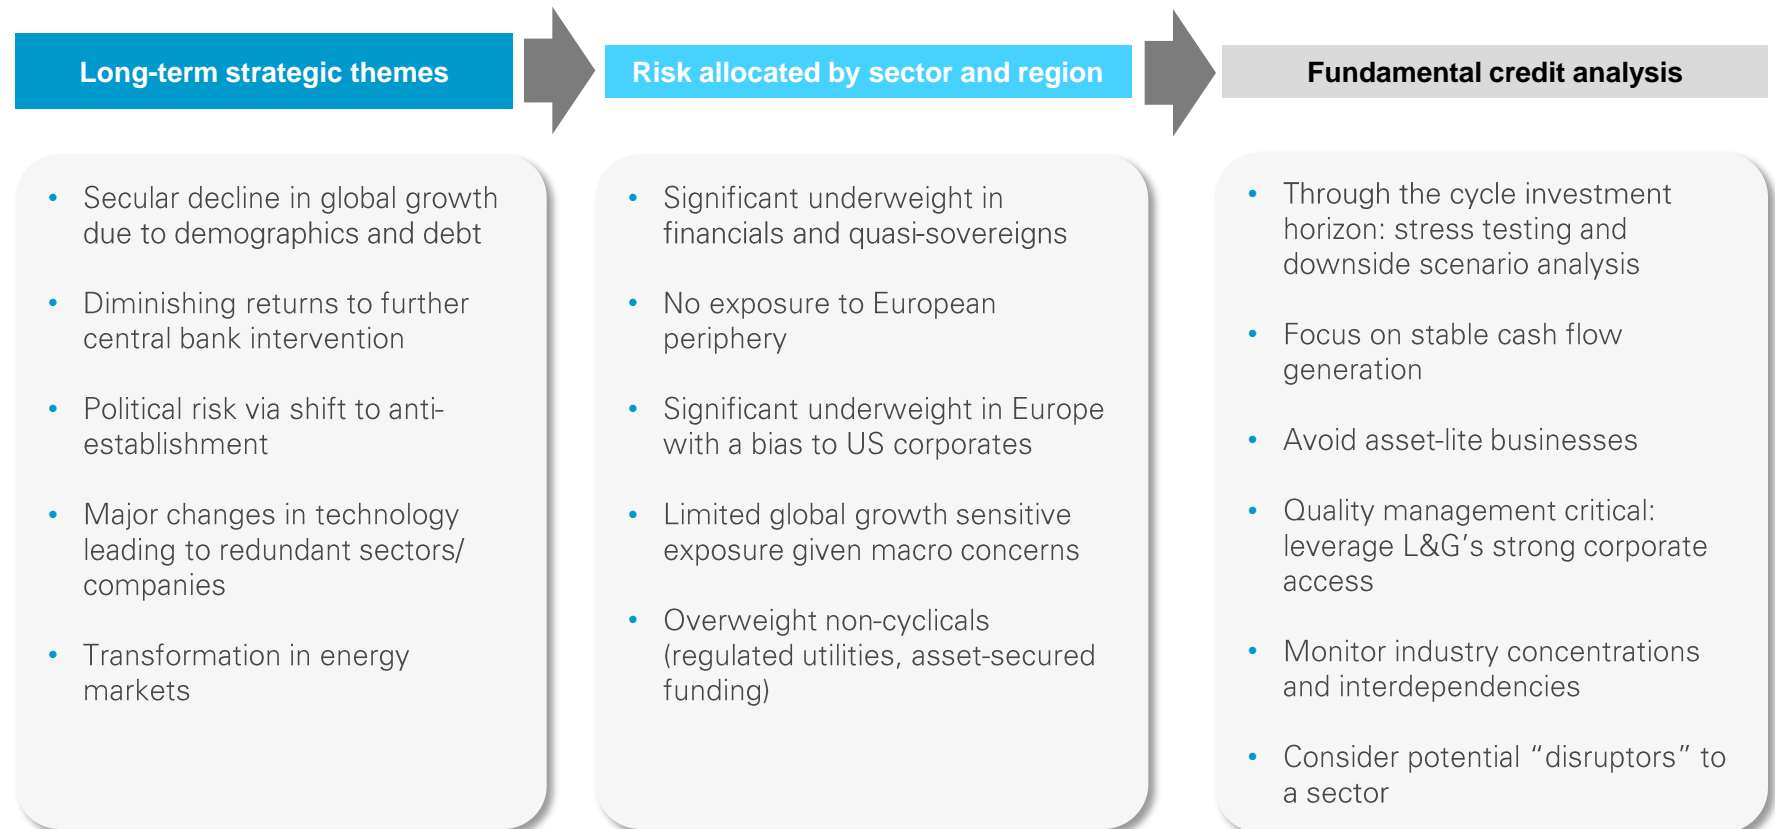 Long-term strategic themes
Risk allocated by sector and region
Fundamental credit analysis
• Secular decline in global growth
due to demographics and debt
• Diminishing returns to further
central bank intervention
• Political risk via shift to anti-
establishment
• Major changes in technology
leading to redundant sectors/
companies
• Transformation in energy
markets
• Significant underweight in
financials and quasi-sovereigns
• No exposure to European
periphery
• Significant underweight in Europe
with a bias to US corporates
• Limited global growth sensitive
exposure given macro concerns
• Overweight non-cyclicals
(regulated utilities, asset-secured
funding)
• Through the cycle investment
horizon: stress testing and
downside scenario analysis
• Focus on stable cash flow
generation
• Avoid asset-lite businesses
• Quality management critical:
leverage L&G’s strong corporate
access
• Monitor industry concentrations
and interdependencies
• Consider potential “disruptors” to
a sector